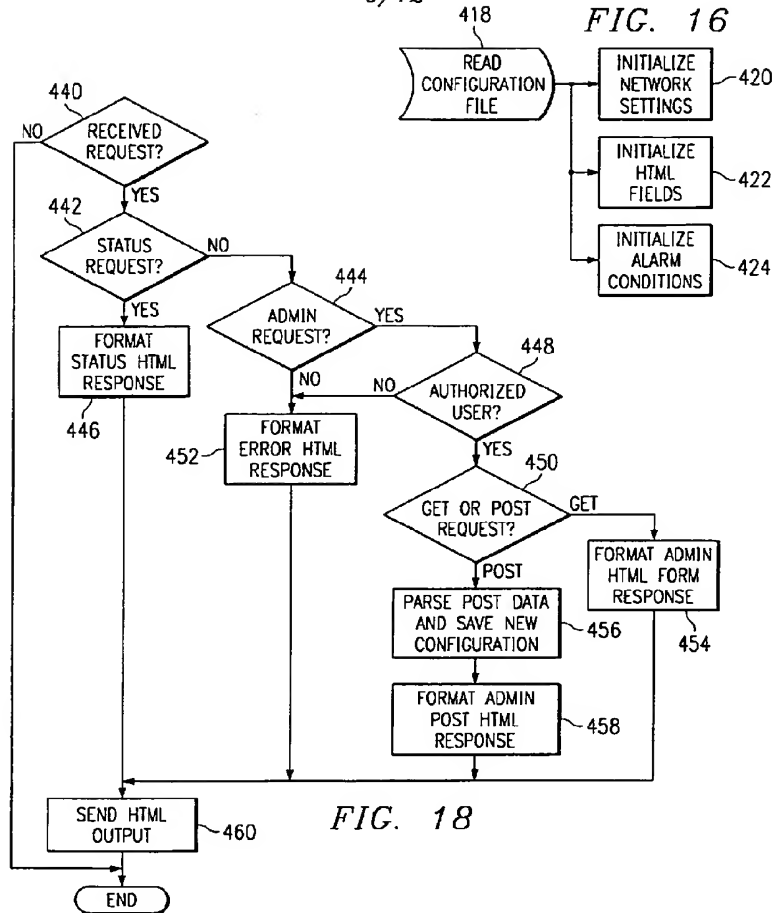 FIG. 16
418
READ
CONFIGURATION
FILE
INITIALIZE
NETWORK
SETTINGS
420
INITIALIZE
HTML
FIELDS
422
INITIALIZE
ALARM
CONDITIONS
424
440
NO
RECEIVED
REQUEST?
YES
442
STATUS
REQUEST?
NO
YES
444
ADMIN
REQUEST?
YES
NO
FORMAT
STATUS HTML
RESPONSE
446
448
AUTHORIZED
USER?
NO
YES
452
FORMAT
ERROR HTML
RESPONSE
450
GET OR POST
REQUEST?
GET
POST
FORMAT ADMIN
HTML FORM
RESPONSE
454
PARSE POST DATA
AND SAVE NEW
CONFIGURATION
456
FORMAT ADMIN
POST HTML
RESPONSE
458
SEND HTML
OUTPUT
460
FIG. 18
END